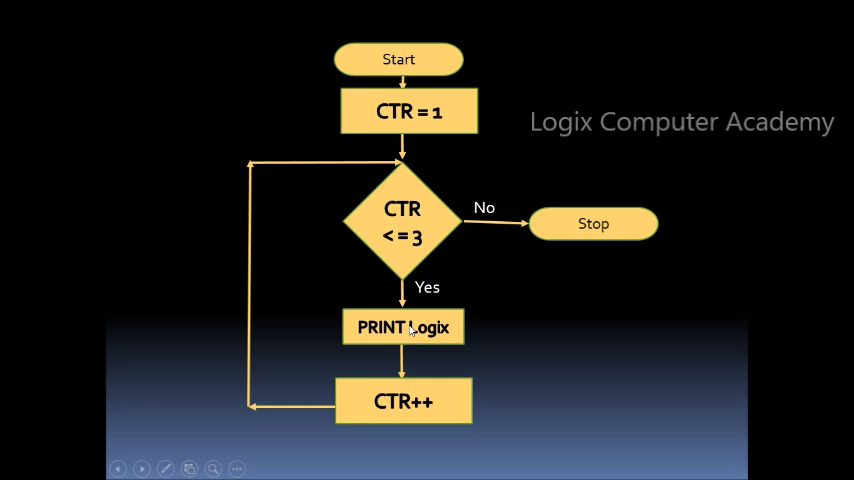 Start
CTR = 1
Logix Computer Academy
CTR
< = 3
No
Stop
Yes
PRINT Logix
CTR++